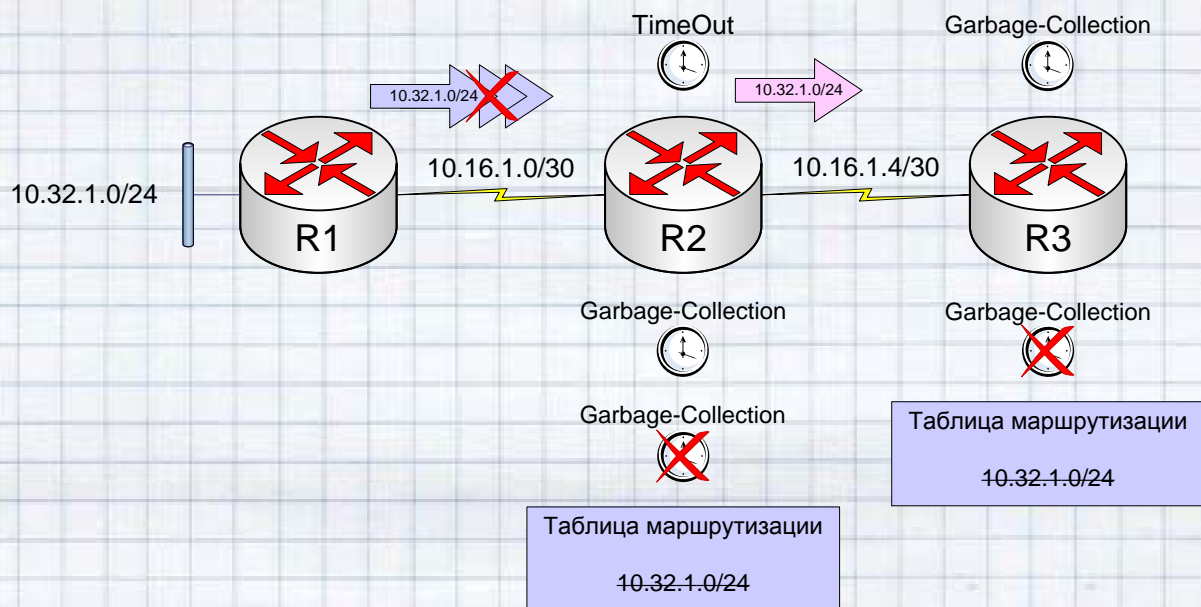 TimeOut
Garbage-Collection
10.32.1.0/24
10.32.1.0/24
10.32.1.0/24
10.16.1.0/30
10.16.1.4/30
R1
R2
R3
Garbage-Collection
Garbage-Collection
Garbage-Collection
Таблица маршрутизации
10.32.1.0/24
Таблица маршрутизации
10.32.1.0/24